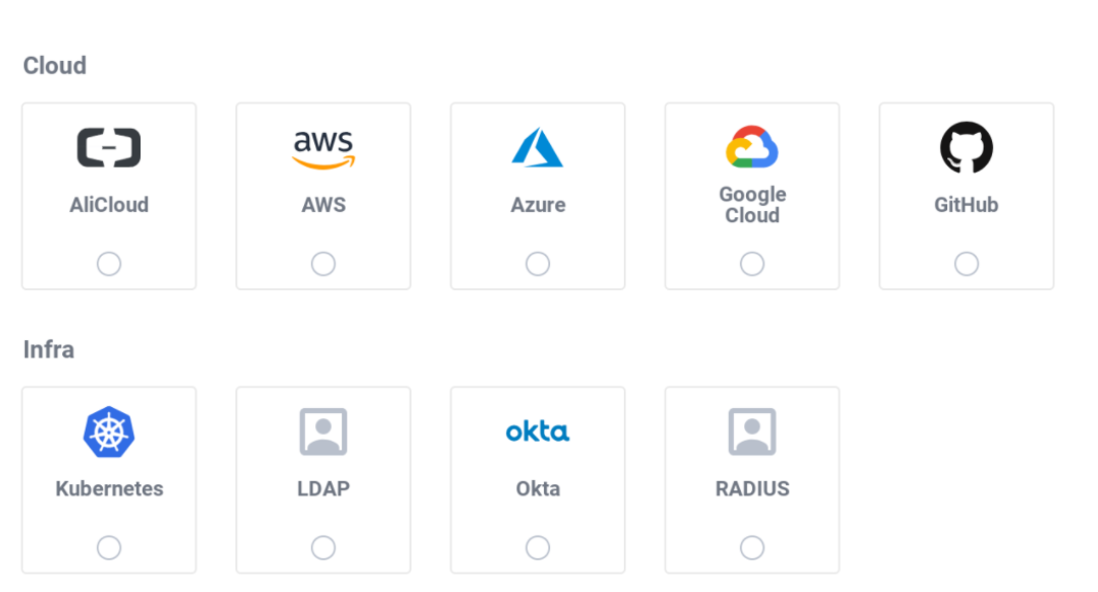 Cloud
aws
AliCloud
AWS
Azure
Google
Cloud
GitHub
Infra
okta
Kubernetes
LDAP
Okta
RADIUS